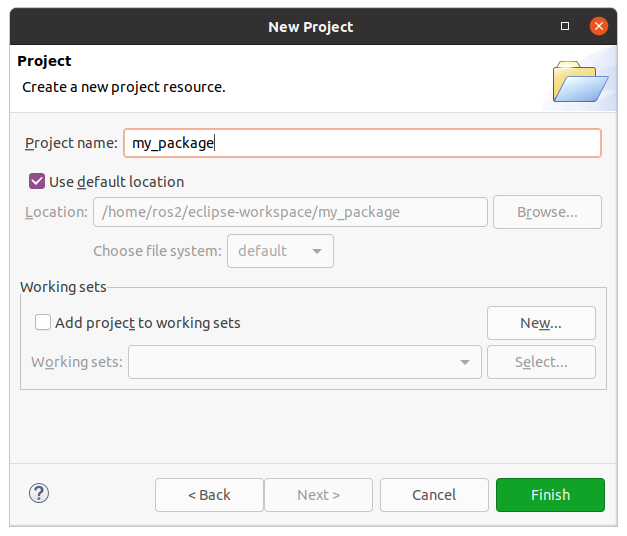 New Project
Project
Create a new project resource.
Project name: my_package
Use default location
Location: /home/ros2/eclipse-workspace/my_package Browse...
Choose file system: default
Working sets
Add project to working sets New...
Working sets: Select...
? < Back Next > Cancel Finish